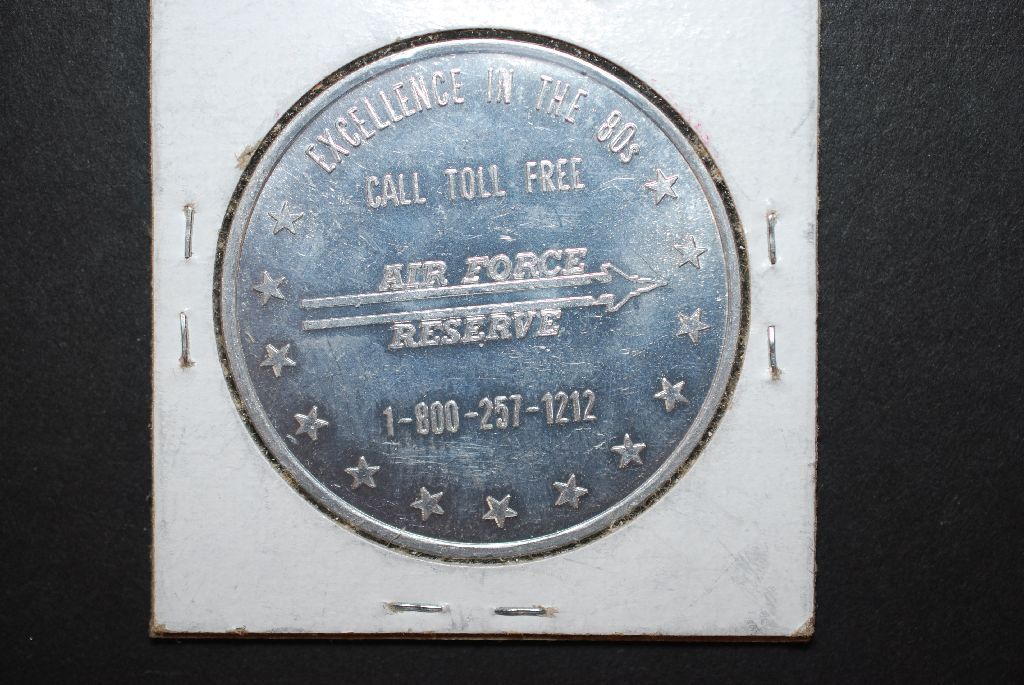 EXCELLENCE IN THE 80s
CALL TOLL FREE
AIR FORCE
RESERVE
1-800-257-1212